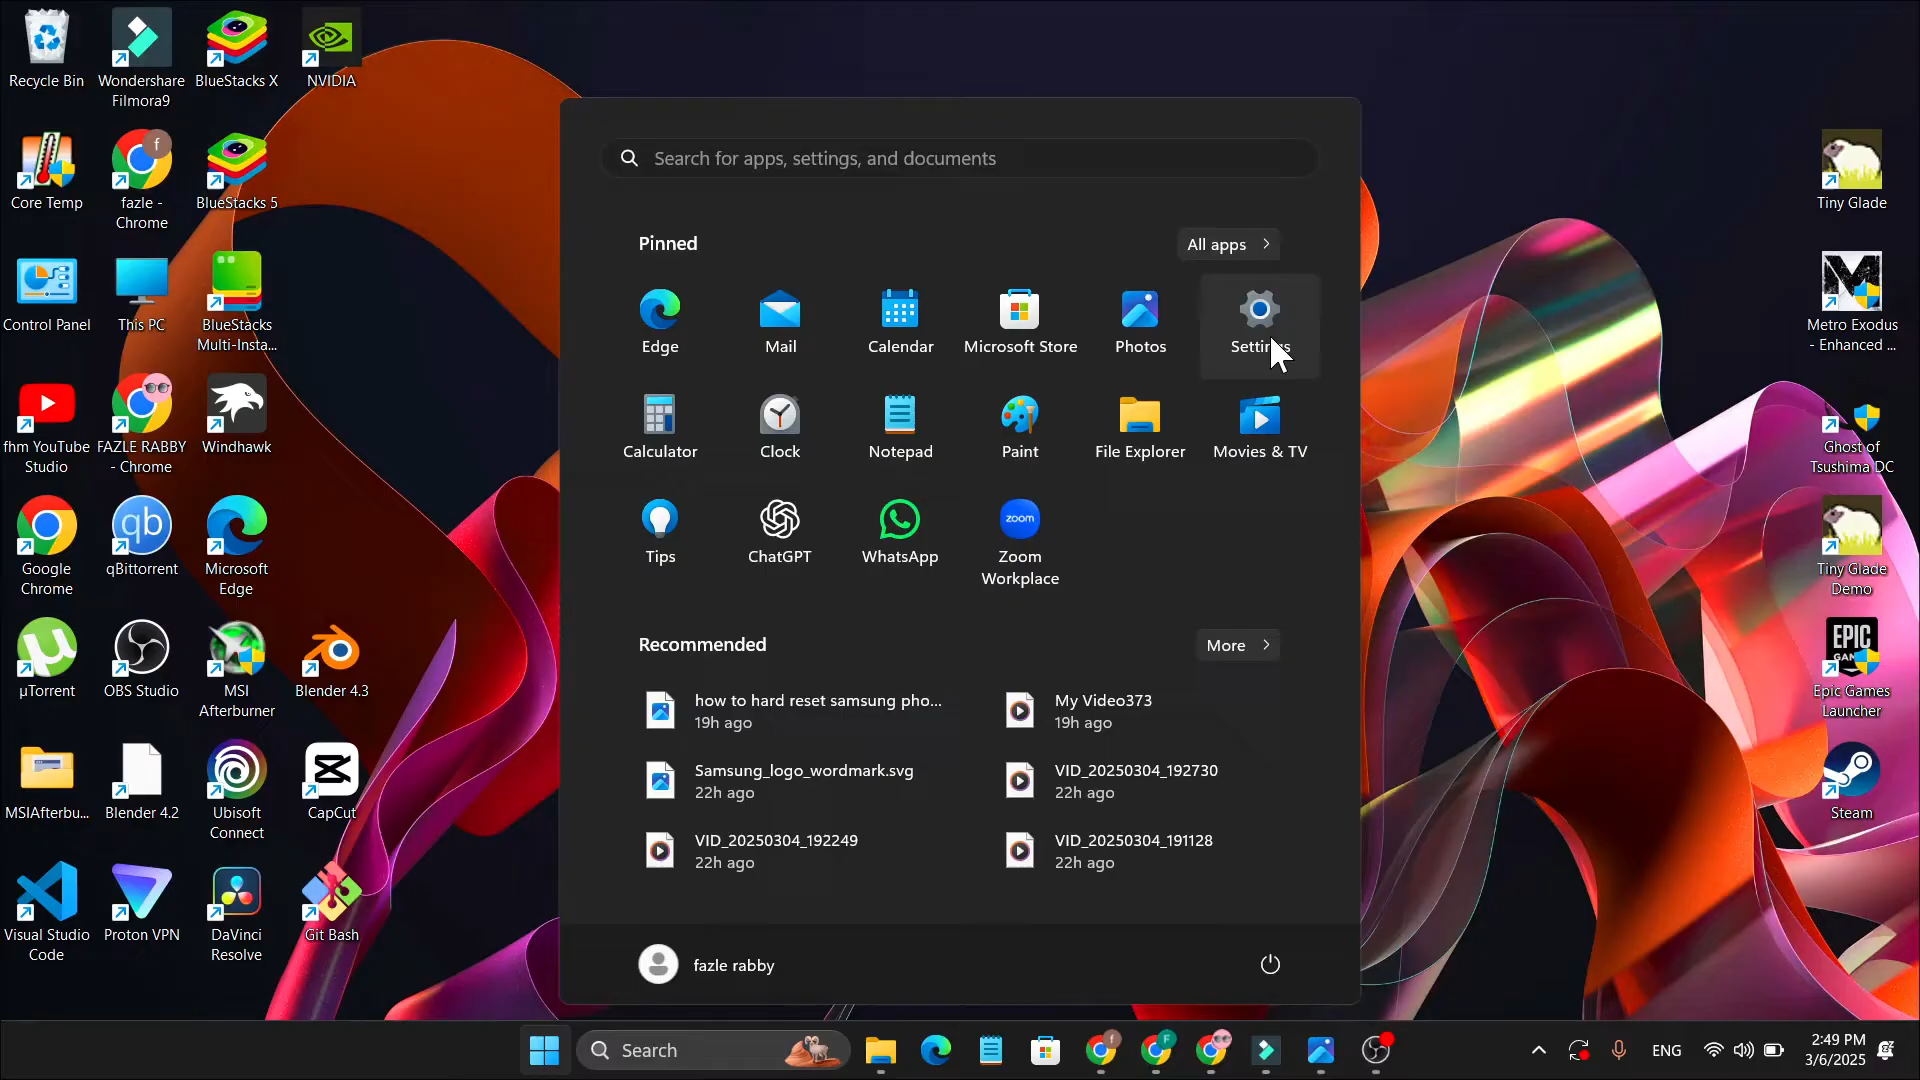 Recycle Bin
Wondershare
Filmora9
BlueStacks X
NVIDIA
Core Temp
f
fazle -
Chrome
BlueStacks 5
Control Panel
This PC
BlueStacks
Multi-Insta...
fhm YouTube
Studio
FAZLE RABBY
- Chrome
Windhawk
Google
Chrome
qb
qBittorrent
Microsoft
Edge
µTorrent
OBS Studio
MSI
Afterburner
Blender 4.3
MSIAfterbu...
Blender 4.2
Ubisoft
Connect
CapCut
Visual Studio
Code
Proton VPN
DaVinci
Resolve
Git Bash
Search for apps, settings, and documents
Pinned
All apps
Edge
Mail
Calendar
Microsoft Store
Photos
Settings
Calculator
Clock
Notepad
Paint
File Explorer
Movies & TV
Tips
ChatGPT
WhatsApp
zoom
Zoom
Workplace
Recommended
More
how to hard reset samsung pho...
19h ago
My Video373
19h ago
Samsung_logo_wordmark.svg
22h ago
VID_20250304_192730
22h ago
VID_20250304_192249
22h ago
VID_20250304_191128
22h ago
fazle rabby
Tiny Glade
Metro Exodus
- Enhanced ...
Ghost of
Tsushima DC
Tiny Glade
Demo
EPIC
Epic Games
Launcher
Steam
Search
f
F
ENG
2:49 PM
3/6/2025